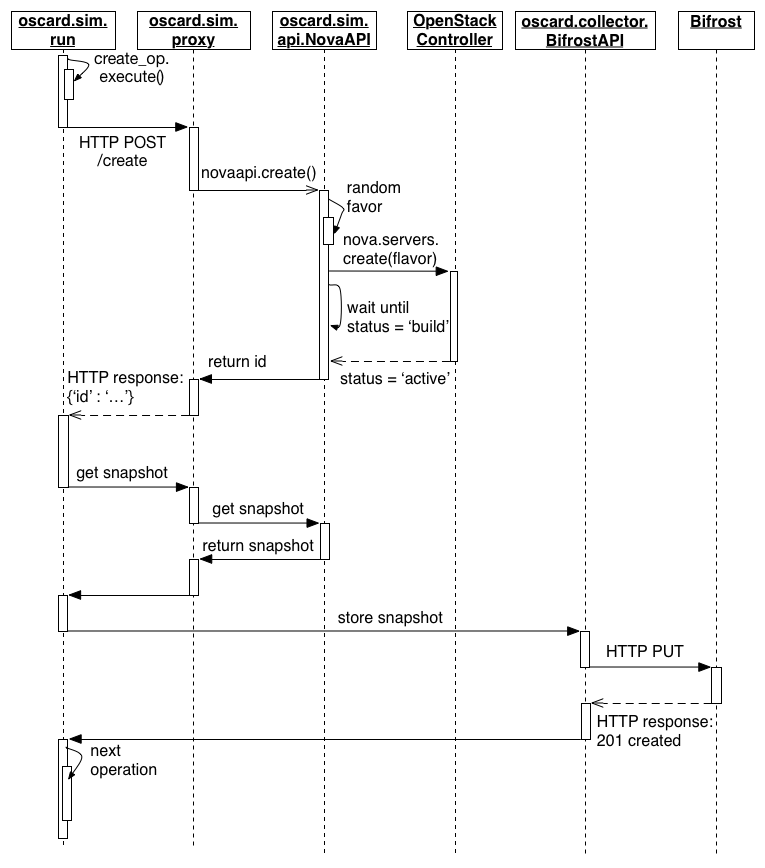 oscard.sim.
run
oscard.sim.
proxy
oscard.sim.
api.NovaAPI
OpenStack
Controller
oscard.collector.
BifrostAPI
Bifrost
create_op.
execute()
HTTP POST
/create
novaapi.create()
random
favor
nova.servers.
create(flavor)
wait until
status = ‘build’
return id
status = ‘active’
HTTP response:
{‘id’ : ‘…’}
get snapshot
get snapshot
return snapshot
store snapshot
HTTP PUT
HTTP response:
201 created
next
operation